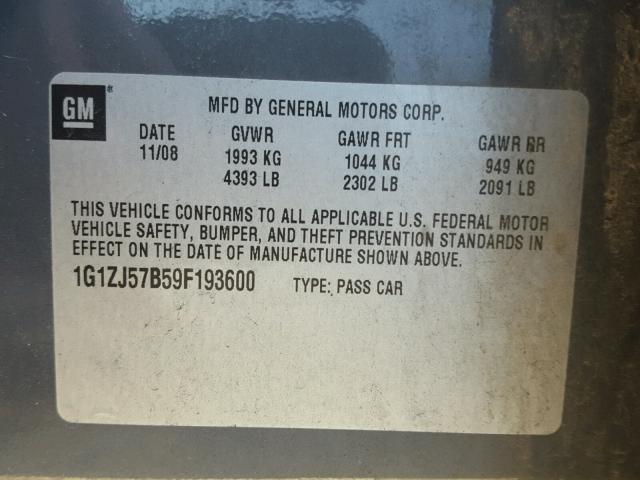 GM
MFD BY GENERAL MOTORS CORP.
DATE GVWR GAWR FRT GAWR RR
11/08 1993 KG 1044 KG 949 KG
4393 LB 2302 LB 2091 LB
THIS VEHICLE CONFORMS TO ALL APPLICABLE U.S. FEDERAL MOTOR
VEHICLE SAFETY, BUMPER, AND THEFT PREVENTION STANDARDS IN
EFFECT ON THE DATE OF MANUFACTURE SHOWN ABOVE.
1G1ZJ57B59F193600 TYPE: PASS CAR